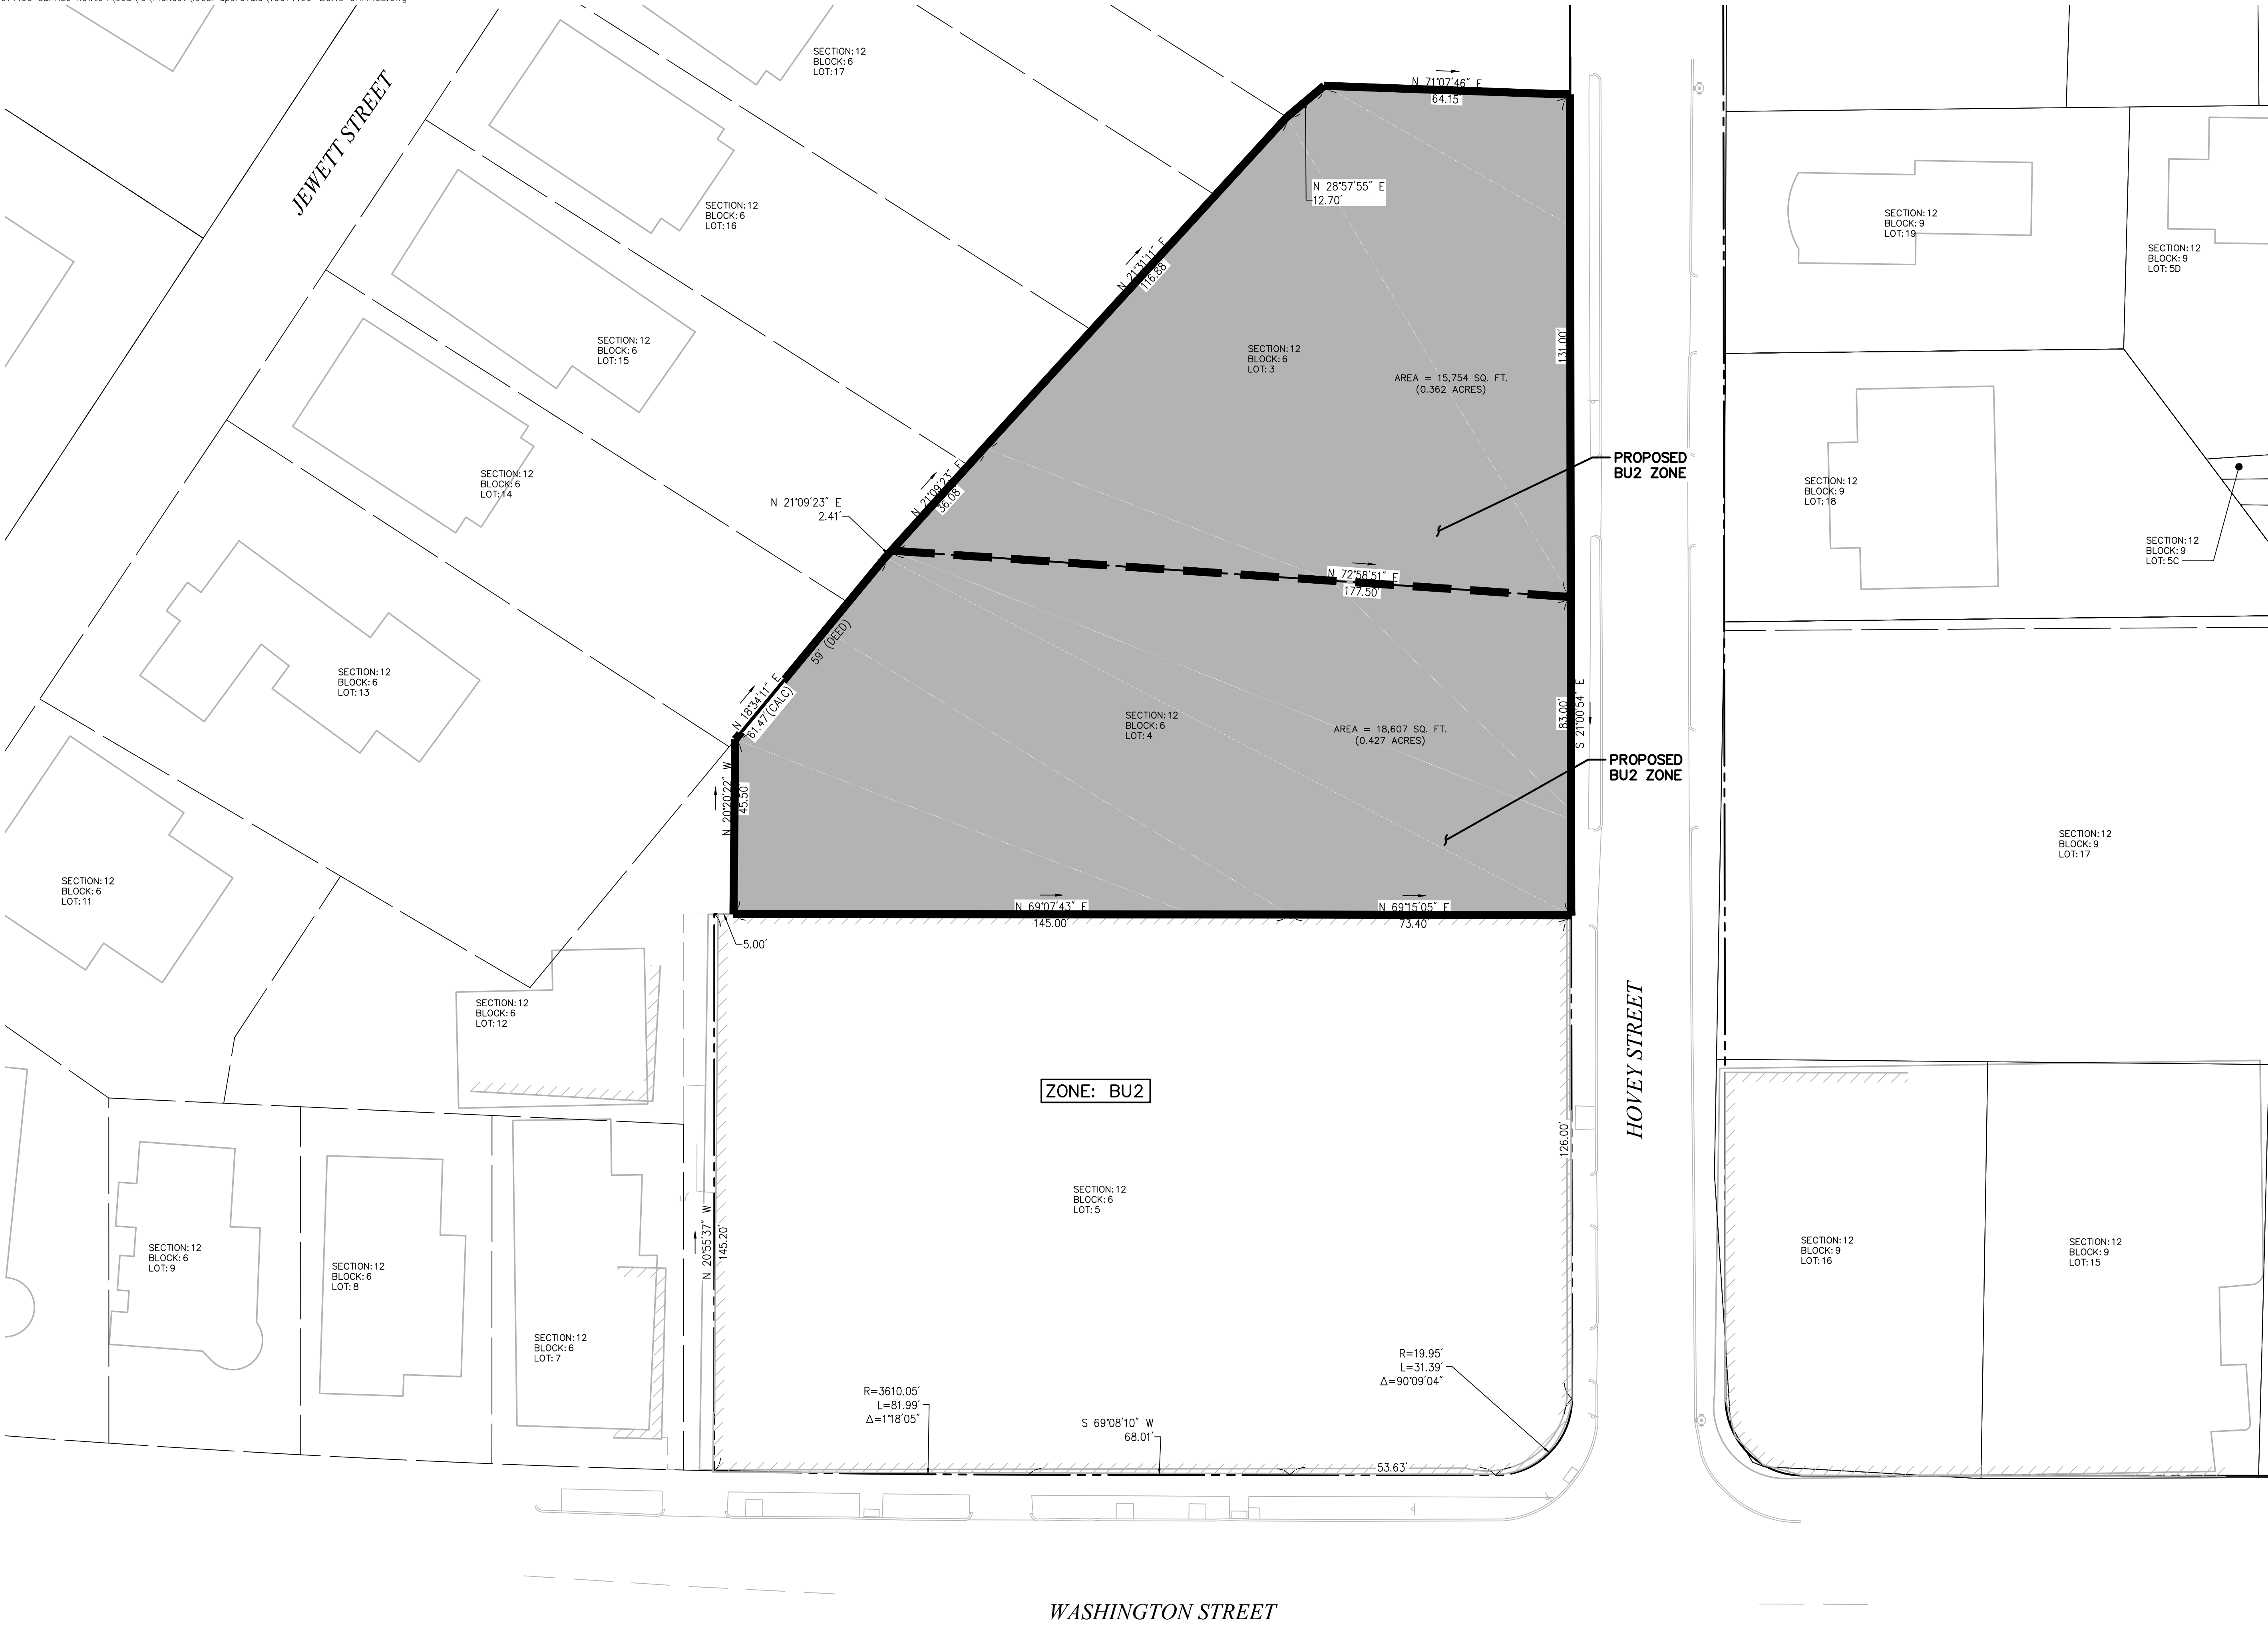 JEWETT STREET
SECTION: 12
BLOCK: 6
LOT: 17
N 71°07'46" E
64.15'
SECTION: 12
BLOCK: 6
LOT: 16
N 28°57'55" E
12.70'
SECTION: 12
BLOCK: 9
LOT: 19
SECTION: 12
BLOCK: 9
LOT: 5D
N 21°31'11" E
116.88'
SECTION: 12
BLOCK: 6
LOT: 15
SECTION: 12
BLOCK: 6
LOT: 3
131.00'
AREA = 15,754 SQ. FT.
(0.362 ACRES)
SECTION: 12
BLOCK: 6
LOT: 14
N 21°09'23" E
36.08'
N 21°09'23" E
2.41'
PROPOSED
BU2 ZONE
SECTION: 12
BLOCK: 9
LOT: 18
SECTION: 12
BLOCK: 9
LOT: 5C
N 72°58'51" E
177.50'
59' (DEED)
N 18°34'11" E
61.47'(CALC)
SECTION: 12
BLOCK: 6
LOT: 13
SECTION: 12
BLOCK: 6
LOT: 4
AREA = 18,607 SQ. FT.
(0.427 ACRES)
83.00'
S 21°00'54" E
PROPOSED
BU2 ZONE
N 20°20'22" W
45.50'
SECTION: 12
BLOCK: 9
LOT: 17
SECTION: 12
BLOCK: 6
LOT: 11
N 69°07'43" E
145.00'
N 69°15'05" E
73.40'
5.00'
SECTION: 12
BLOCK: 6
LOT: 12
HOVEY STREET
ZONE: BU2
126.00'
SECTION: 12
BLOCK: 6
LOT: 5
N 20°55'37" W
145.20'
SECTION: 12
BLOCK: 6
LOT: 9
SECTION: 12
BLOCK: 6
LOT: 8
SECTION: 12
BLOCK: 6
LOT: 7
SECTION: 12
BLOCK: 9
LOT: 16
SECTION: 12
BLOCK: 9
LOT: 15
R=19.95'
L=31.39'
Δ=90°09'04"
R=3610.05'
L=81.99'
Δ=1°18'05"
S 69°08'10" W
68.01'
53.63'
WASHINGTON STREET